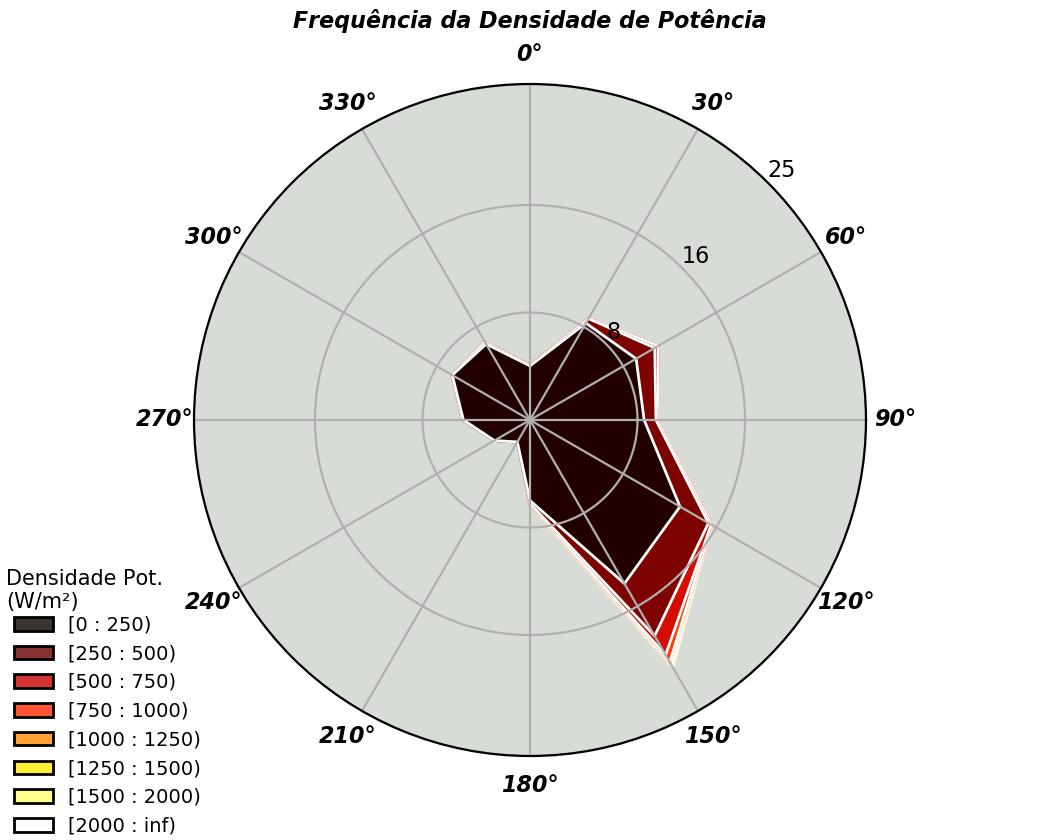 Frequência da Densidade de Potência
0°
330°
30°
25
300°
60°
16
8
270°
90°
240°
120°
210°
150°
180°
Densidade Pot.
(W/m²)
[0 : 250)
[250 : 500)
[500 : 750)
[750 : 1000)
[1000 : 1250)
[1250 : 1500)
[1500 : 2000)
[2000 : inf)